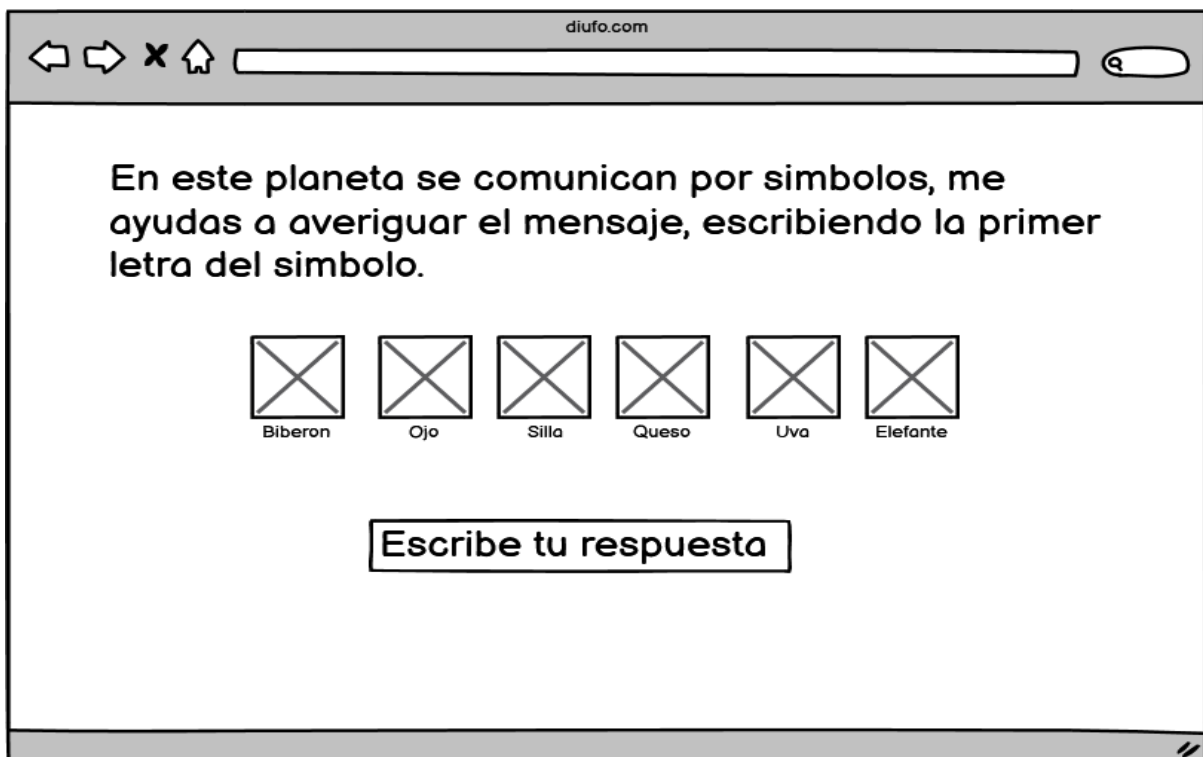 diufo.com
En este planeta se comunican por simbolos, me
ayudas a averiguar el mensaje, escribiendo la primer
letra del simbolo.
Biberon Ojo Silla Queso Uva Elefante
Escribe tu respuesta